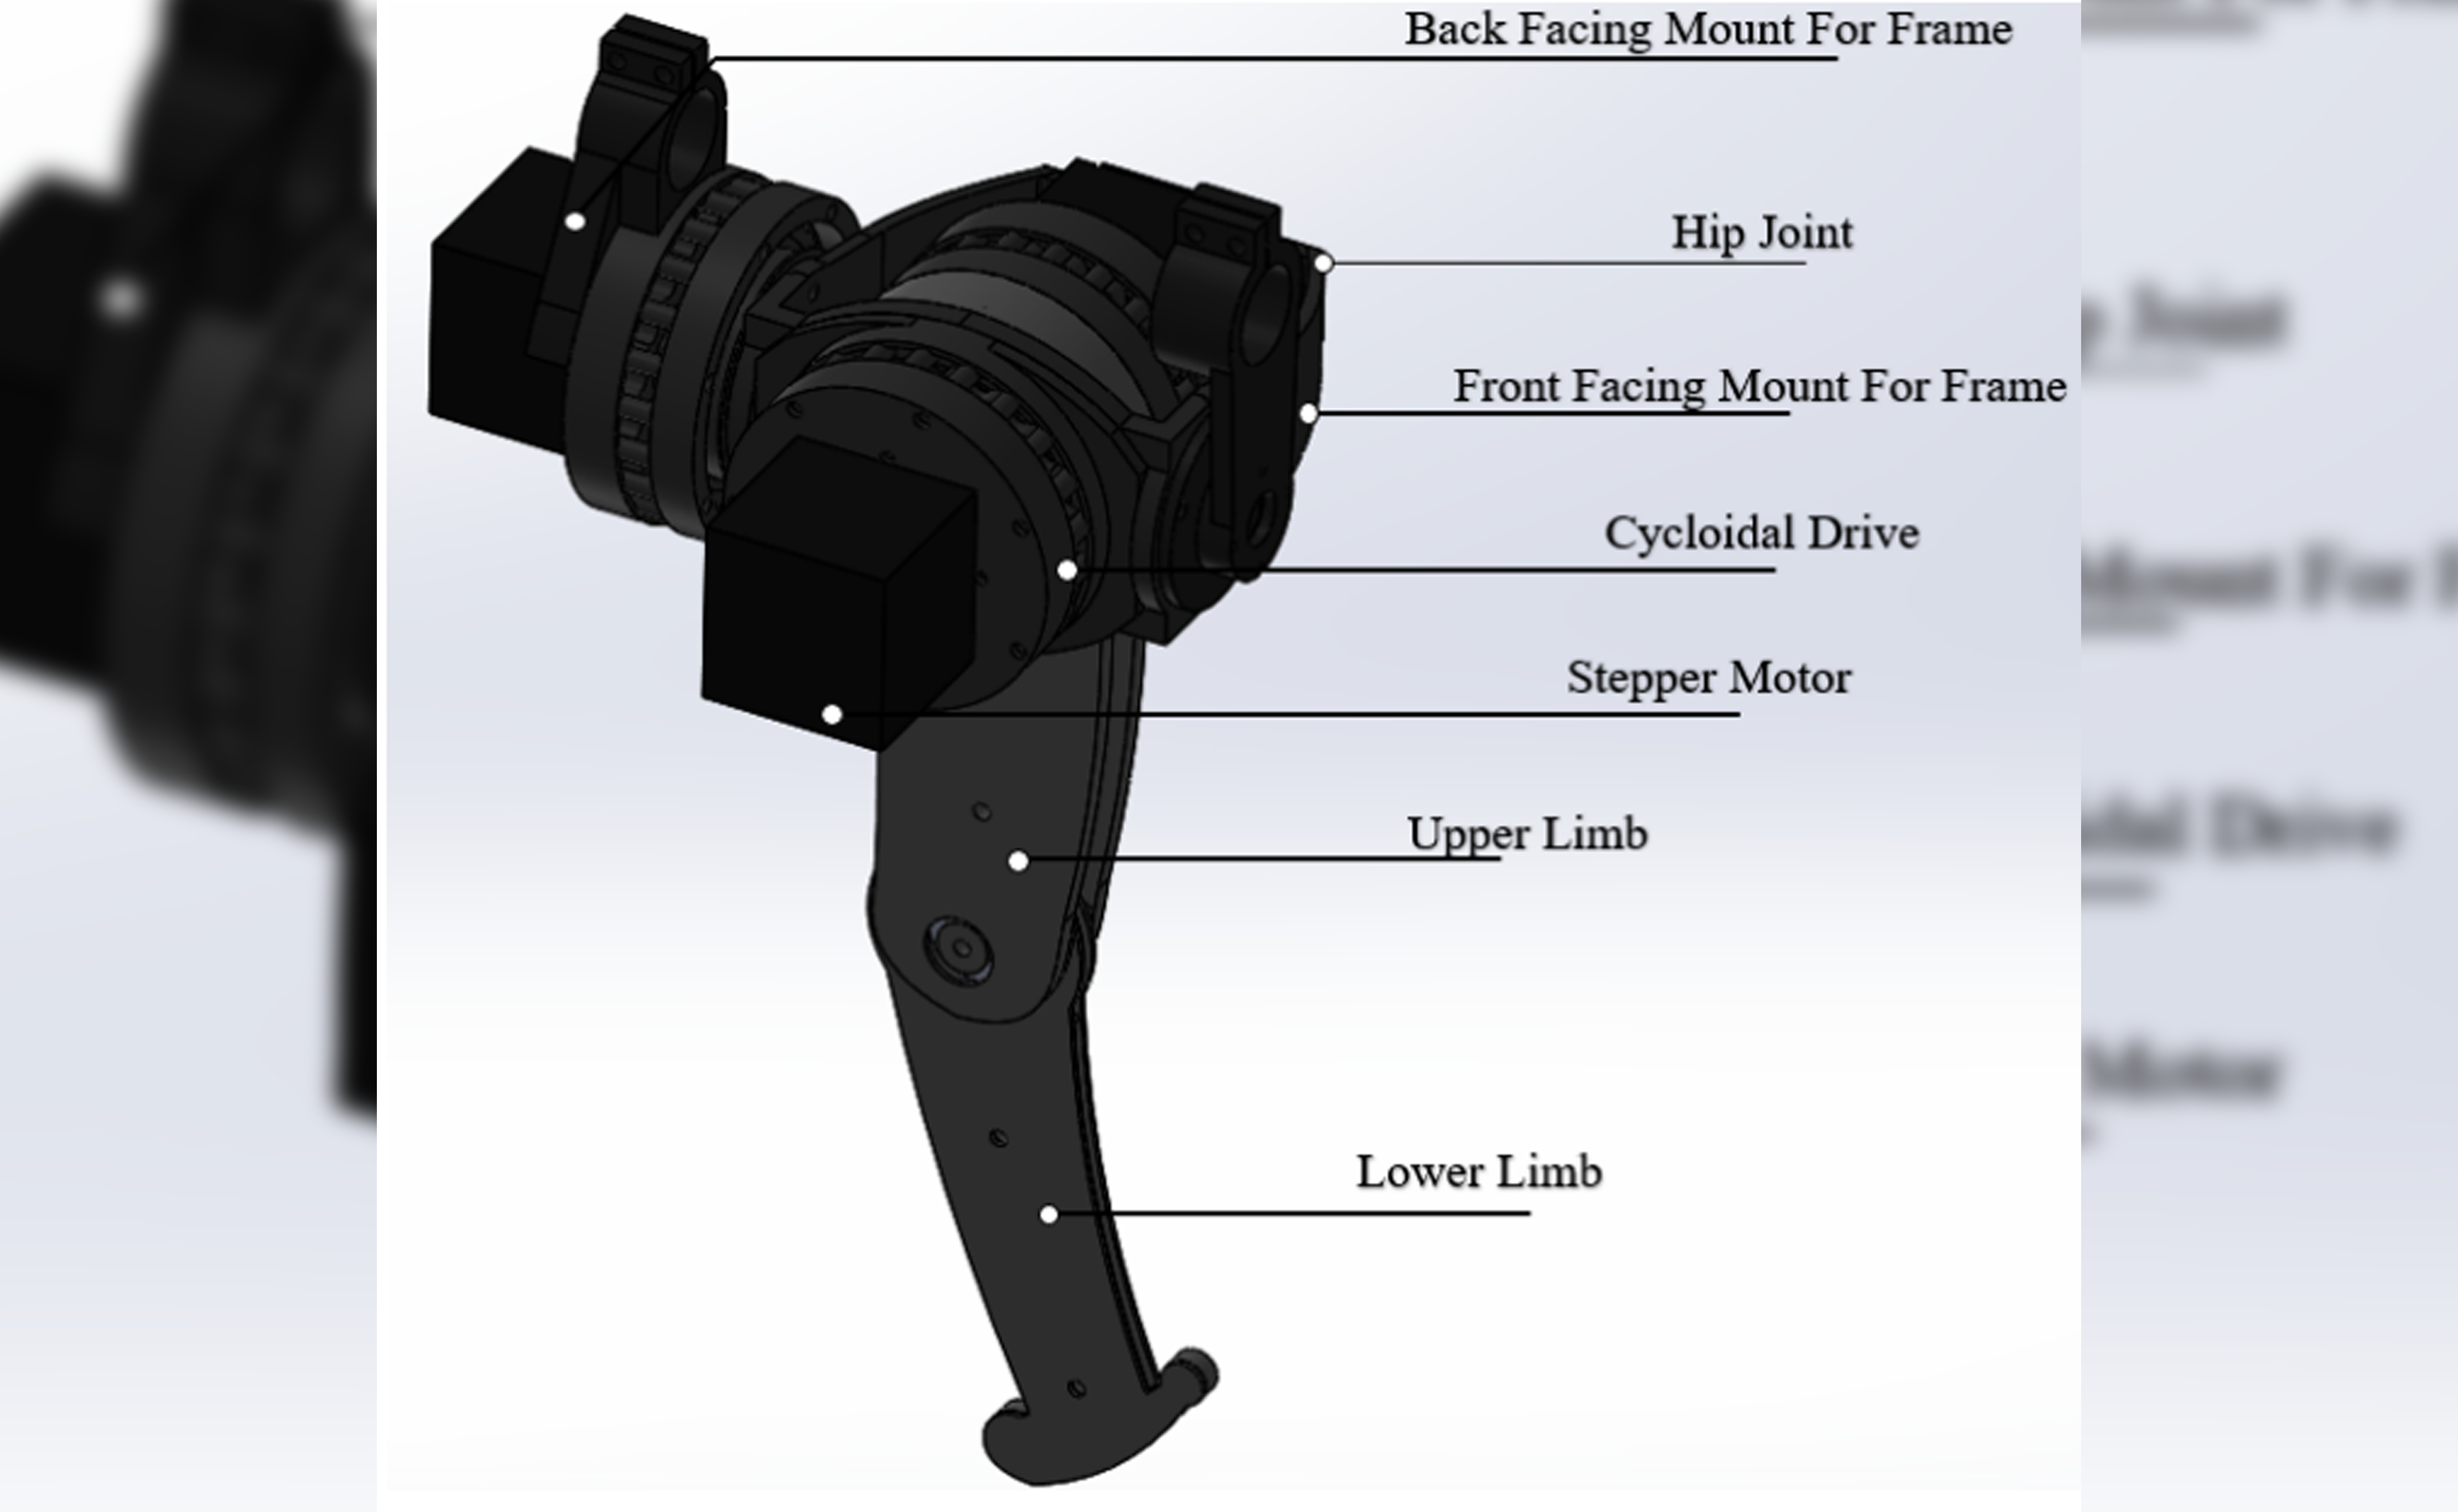 Back Facing Mount For Frame
Hip Joint
Front Facing Mount For Frame
Cycloidal Drive
Stepper Motor
Upper Limb
Lower Limb